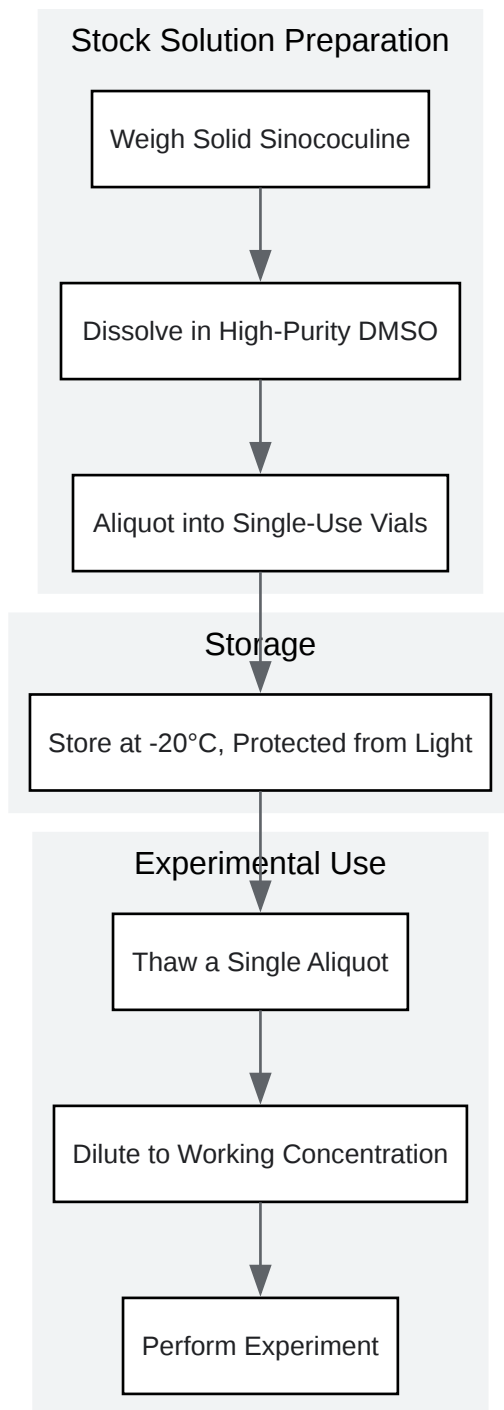 Stock Solution Preparation
Weigh Solid Sinococuline
Dissolve in High-Purity DMSO
Aliquot into Single-Use Vials
Storage
Store at -20°C, Protected from Light
Experimental Use
Thaw a Single Aliquot
Dilute to Working Concentration
Perform Experiment